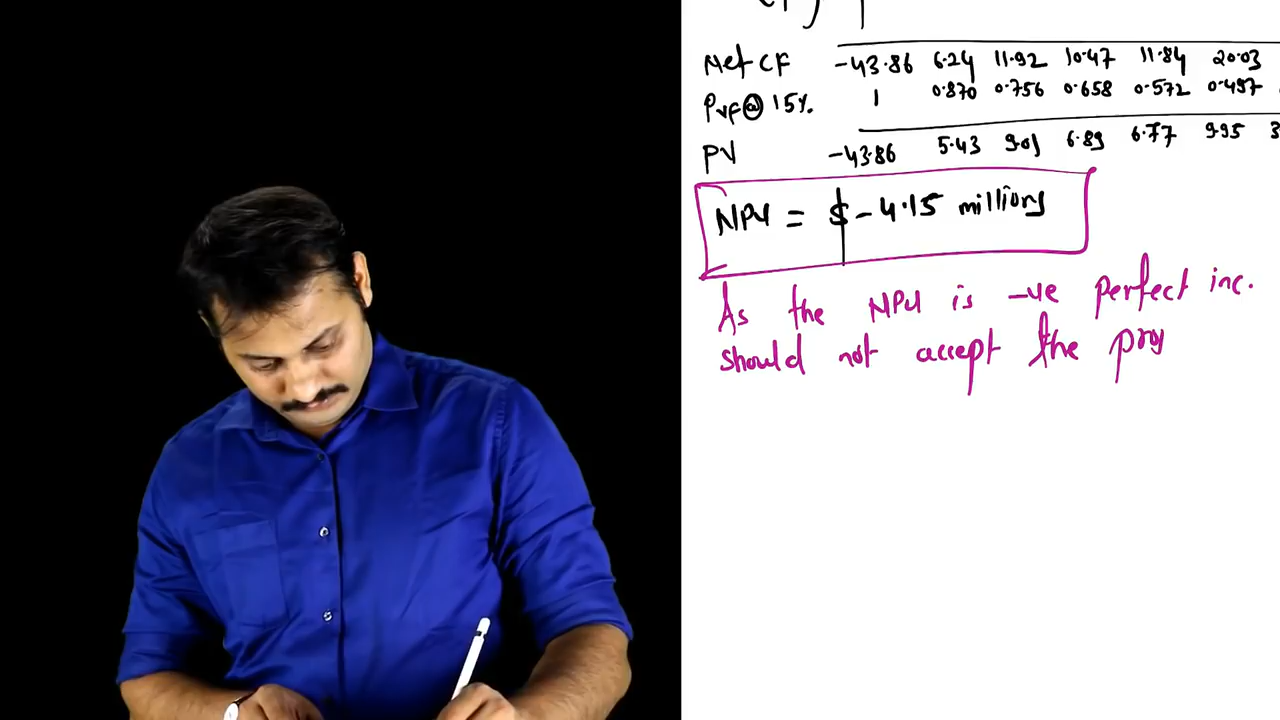 Net CF -43.86 6.24 11.92 10.47 11.84 20.03
Pvf@15%. 1 0.870 0.756 0.658 0.572 0.497
PV -43.86 5.43 9.01 6.89 6.77 9.95 3
NPV = $-4.15 millions
As the NPV is -ve perfect inc.
should not accept the proj